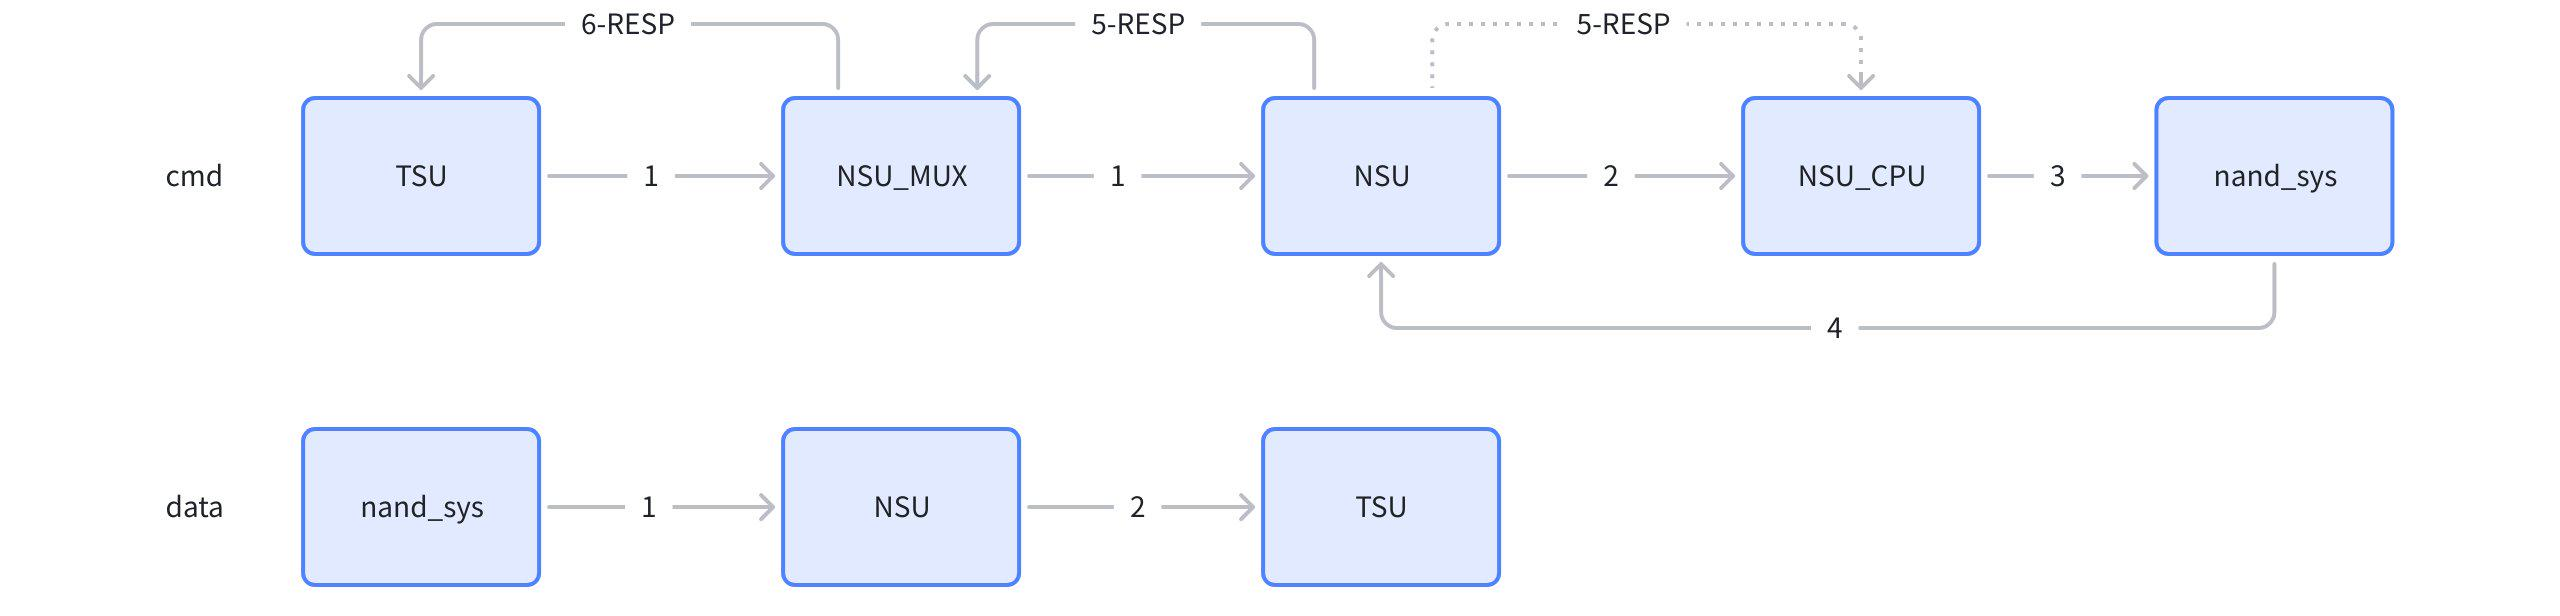 6-RESP
5-RESP
5-RESP
cmd
TSU
1
NSU_MUX
1
NSU
2
NSU_CPU
3
nand_sys
4
data
nand_sys
1
NSU
2
TSU